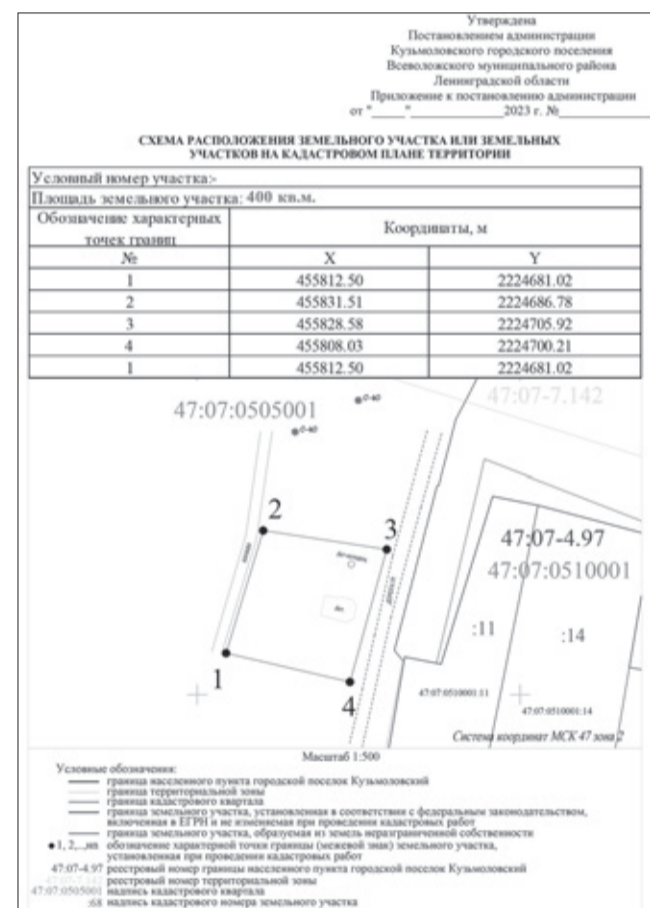 Утверждена
Постановлением администрации
Кузьмоловского городского поселения
Всеволожского муниципального района
Ленинградской области
Приложение к постановлению администрации
от "_____" ______________2023 г. №______________
СХЕМА РАСПОЛОЖЕНИЯ ЗЕМЕЛЬНОГО УЧАСТКА ИЛИ ЗЕМЕЛЬНЫХ
УЧАСТКОВ НА КАДАСТРОВОМ ПЛАНЕ ТЕРРИТОРИИ
Условный номер участка:-
Площадь земельного участка: 400 кв.м.
Обозначение характерных точек границ Координаты, м
№ X Y
1 455812.50 2224681.02
2 455831.51 2224686.78
3 455828.58 2224705.92
4 455808.03 2224700.21
1 455812.50 2224681.02
47:07:0505001
47:07-7.142
2
3
47:07-4.97
47:07:0510001
:11
:14
1
4
47:07:0510001:11
47:07:0510001:14
Система координат МСК 47 зона 2
Масштаб 1:500
Условные обозначения:
граница населенного пункта городской поселок Кузьмоловский
граница территориальной зоны
граница кадастрового квартала
граница земельного участка, установленная в соответствии с федеральным законодательством,
включенная в ЕГРН и не изменяемая при проведении кадастровых работ
граница земельного участка, образуемая из земель неразграниченной собственности
1, 2,..,нп обозначение характерной точки границы (межевой знак) земельного участка,
установленная при проведении кадастровых работ
47:07-4.97 реестровый номер границы населенного пункта городской поселок Кузьмоловский
47:07-7.142 реестровый номер территориальной зоны
47:07:0505001 надпись кадастрового квартала
:68 надпись кадастрового номера земельного участка